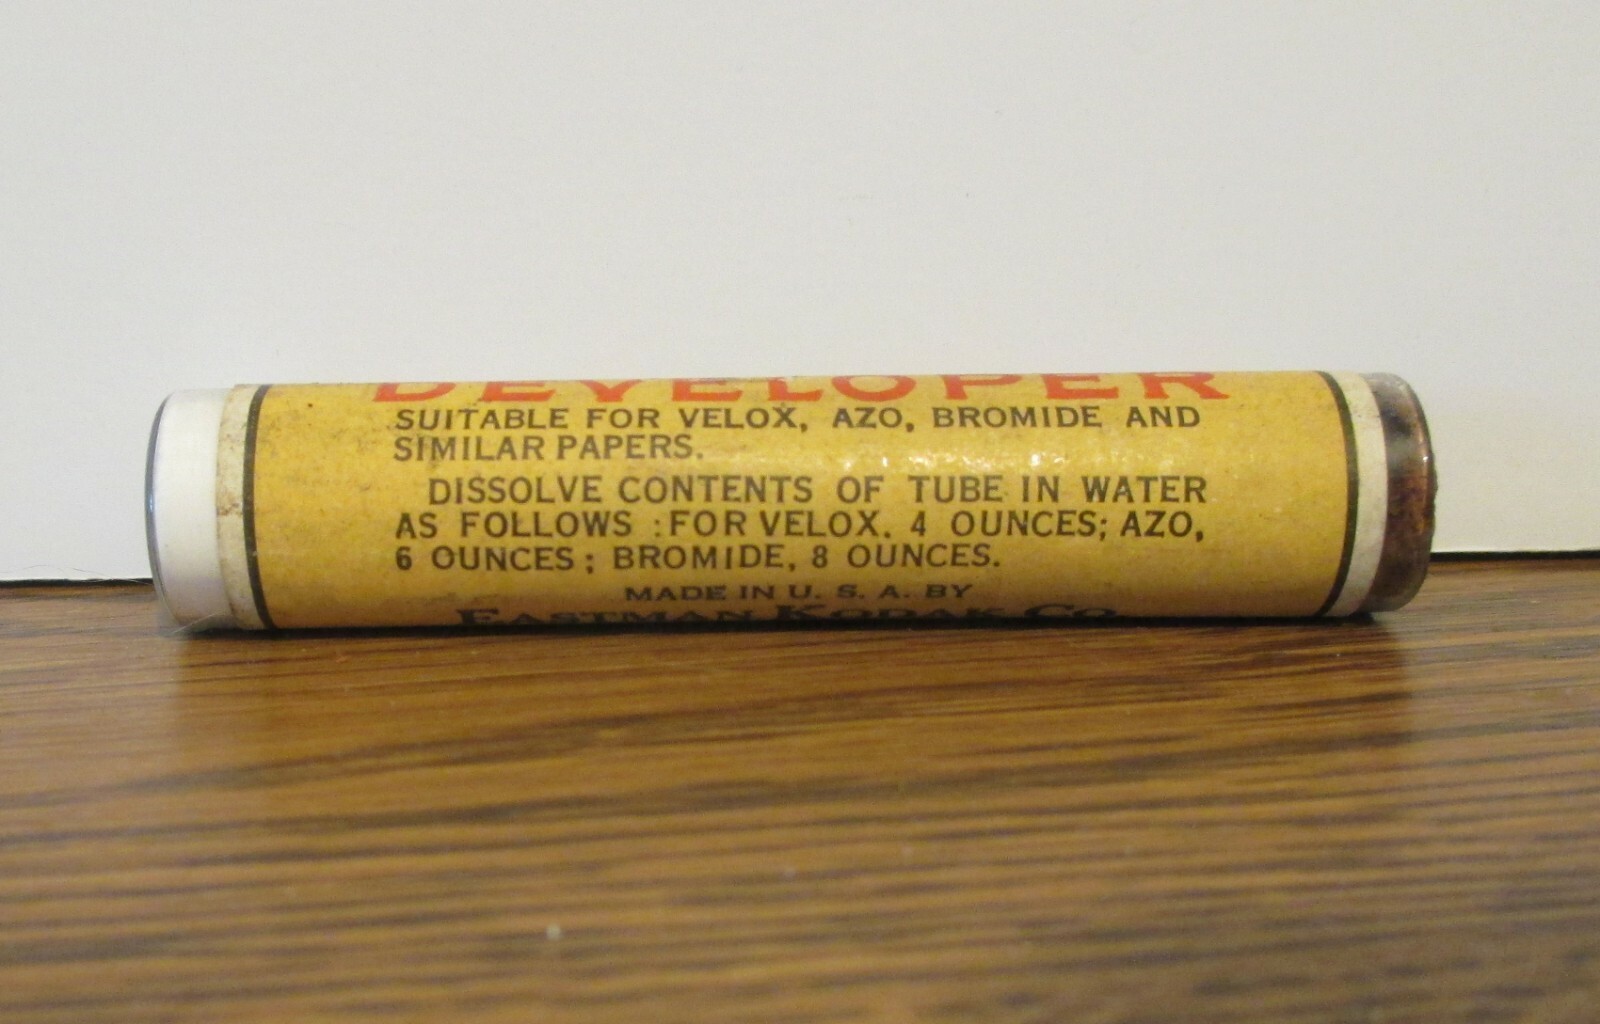 DEVELOPER
SUITABLE FOR VELOX, AZO, BROMIDE AND
SIMILAR PAPERS.
DISSOLVE CONTENTS OF TUBE IN WATER
AS FOLLOWS : FOR VELOX. 4 OUNCES; AZO,
6 OUNCES; BROMIDE, 8 OUNCES.
MADE IN U. S. A. BY
EASTMAN KODAK CO.